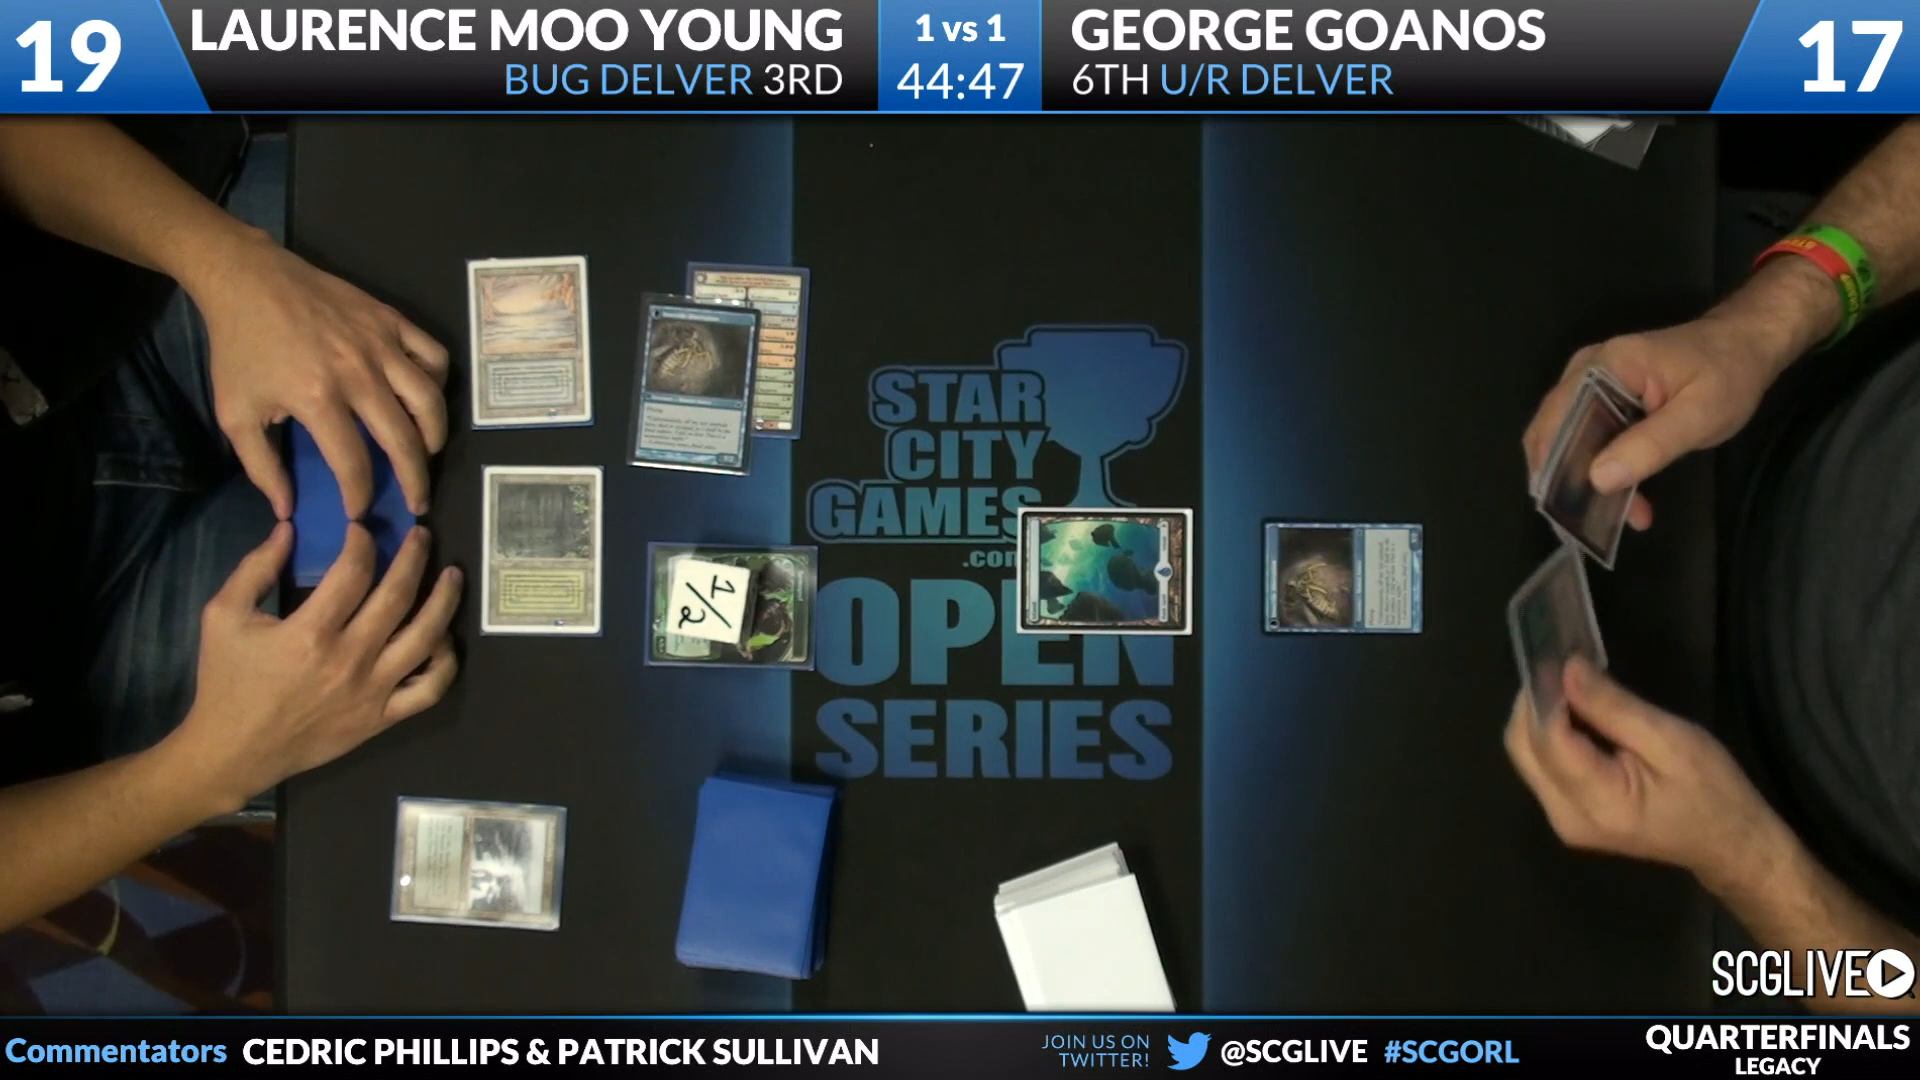 19
LAURENCE MOO YOUNG
BUG DELVER 3RD
1 vs 1
44:47
GEORGE GOANOS
6TH U/R DELVER
17
STAR
CITY
GAMES
.com
OPEN
SERIES
1/2
SCGLIVE
Commentators CEDRIC PHILLIPS & PATRICK SULLIVAN
JOIN US ON
TWITTER!
@SCGLIVE #SCGORL
QUARTERFINALS
LEGACY